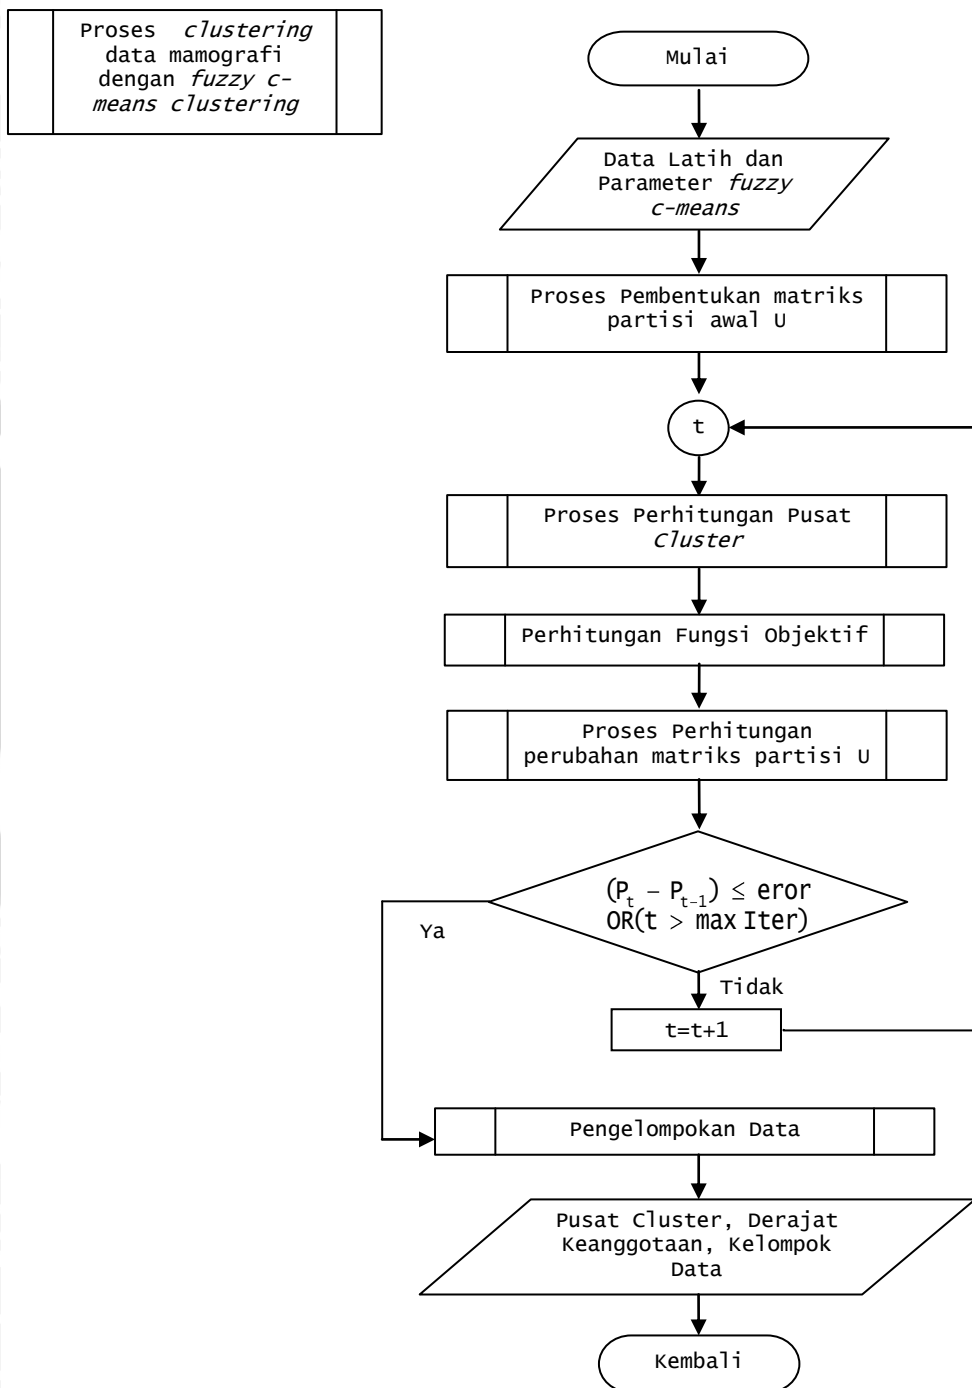 Proses clustering
data mamografi
dengan fuzzy c-
means clustering
Mulai
Data Latih dan
Parameter fuzzy
c-means
Proses Pembentukan matriks
partisi awal U
t
Proses Perhitungan Pusat
Cluster
Perhitungan Fungsi Objektif
Proses Perhitungan
perubahan matriks partisi U
(P_t − P_{t−1}) ≤ eror
OR(t > max Iter)
Ya
Tidak
t=t+1
Pengelompokan Data
Pusat Cluster, Derajat
Keanggotaan, Kelompok
Data
Kembali